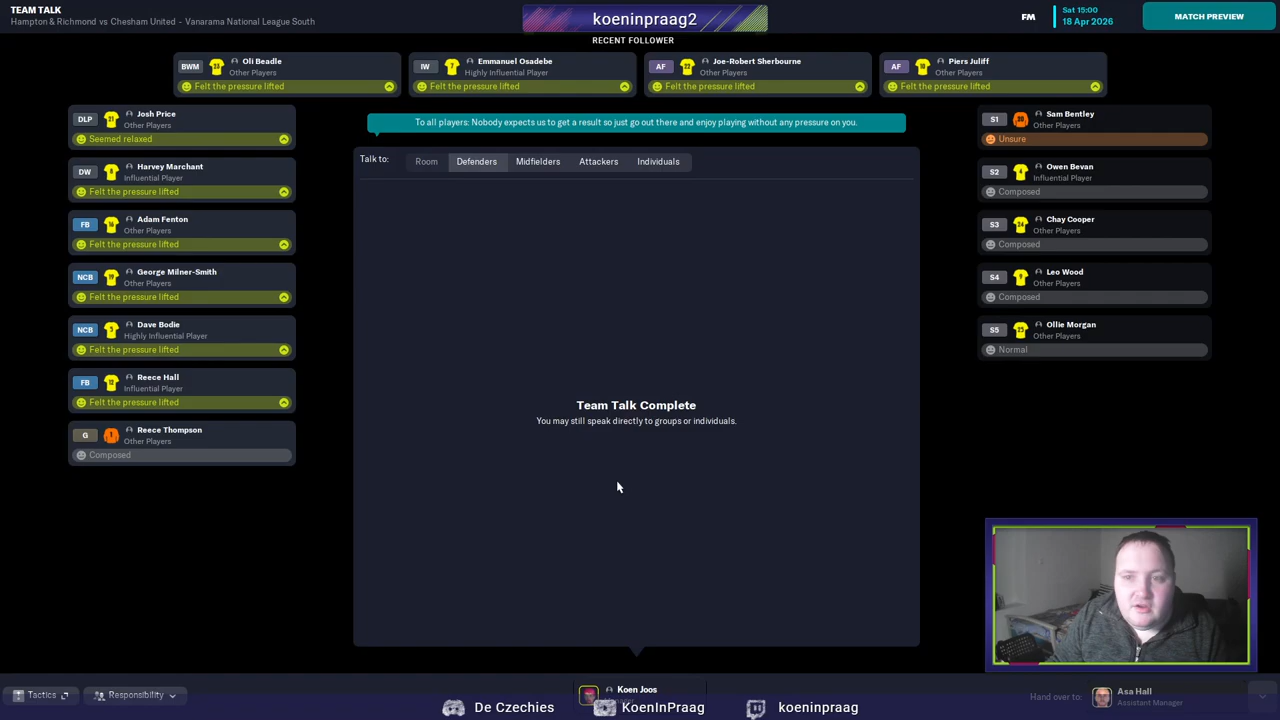 TEAM TALK
Hampton & Richmond vs Chesham United - Vanarama National League South
koeninpraag2
RECENT FOLLOWER
FM
Sat 15:00
18 Apr 2026
MATCH PREVIEW
BWM
Oli Beadle
Other Players
Felt the pressure lifted
IW
7
Emmanuel Osadebe
Highly Influential Player
Felt the pressure lifted
AF
22
Joe-Robert Sherbourne
Other Players
Felt the pressure lifted
AF
Piers Juliff
Other Players
Felt the pressure lifted
DLP
Josh Price
Other Players
Seemed relaxed
DW
Harvey Marchant
Influential Player
Felt the pressure lifted
FB
Adam Fenton
Other Players
Felt the pressure lifted
NCB
George Milner-Smith
Other Players
Felt the pressure lifted
NCB
Dave Bodie
Highly Influential Player
Felt the pressure lifted
FB
Reece Hall
Influential Player
Felt the pressure lifted
G
1
Reece Thompson
Other Players
Composed
To all players: Nobody expects us to get a result so just go out there and enjoy playing without any pressure on you.
Talk to:
Room
Defenders
Midfielders
Attackers
Individuals
Team Talk Complete
You may still speak directly to groups or individuals.
S1
Sam Bentley
Other Players
Unsure
S2
Owen Bevan
Influential Player
Composed
S3
Chay Cooper
Other Players
Composed
S4
Leo Wood
Other Players
Composed
S5
Ollie Morgan
Other Players
Normal
Tactics
Responsibility
Koen Joos
De Czechies
KoenInPraag
koeninpraag
Hand over to:
Asa Hall
Assistant Manager